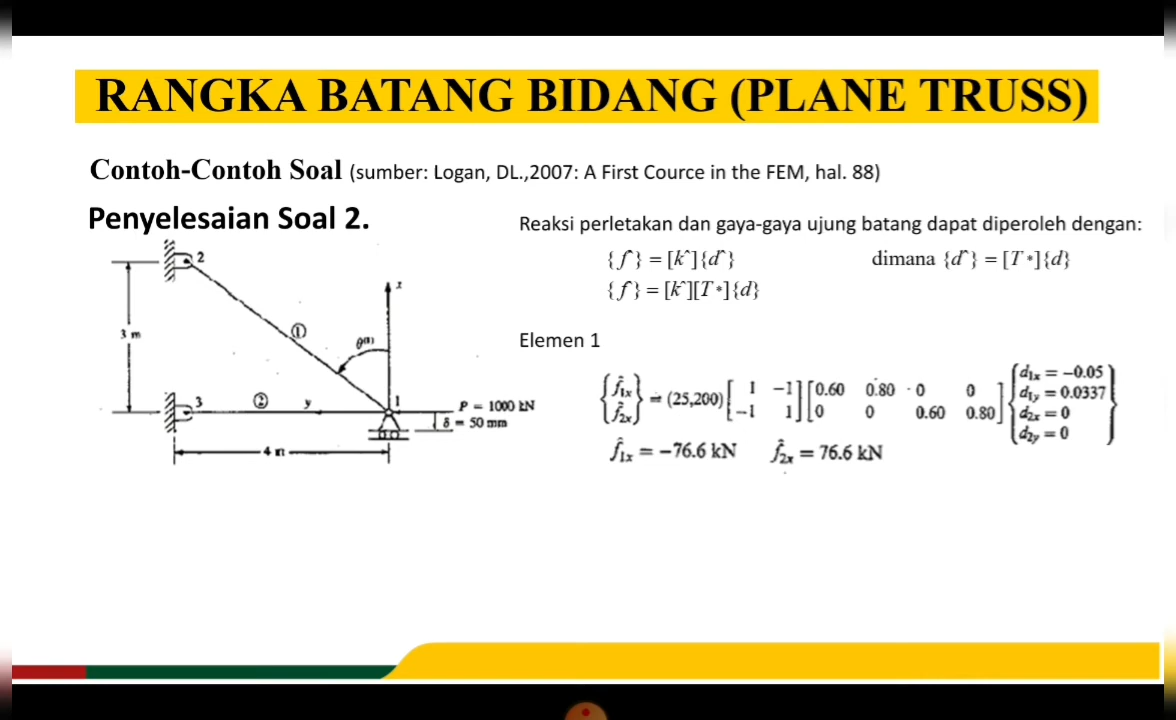 RANGKA BATANG BIDANG (PLANE TRUSS)
Contoh-Contoh Soal (sumber: Logan, DL.,2007: A First Cource in the FEM, hal. 88)
Penyelesaian Soal 2.
Reaksi perletakan dan gaya-gaya ujung batang dapat diperoleh dengan:
{f^} = [k^]{d^} dimana {d^} = [T*]{d}
{f^} = [k^][T*]{d}
2
x
3 m
①
θ⁽¹⁾
3
②
y
1
P = 1000 kN
δ = 50 mm
4 m
Elemen 1
{f̂1x f̂2x} = (25,200) [1 −1 −1 1] [0.60 0.80 0 0 0 0 0.60 0.80] {d1x = −0.05 d1y = 0.0337 d2x = 0 d2y = 0}
f̂1x = −76.6 kN f̂2x = 76.6 kN